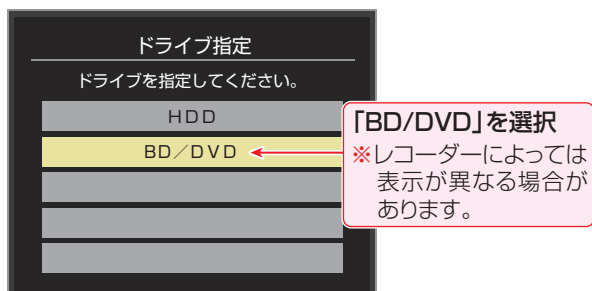 ドライブ指定
ドライブを指定してください。
HDD
BD／DVD
「BD/DVD」を選択
※レコーダーによっては
表示が異なる場合が
あります。